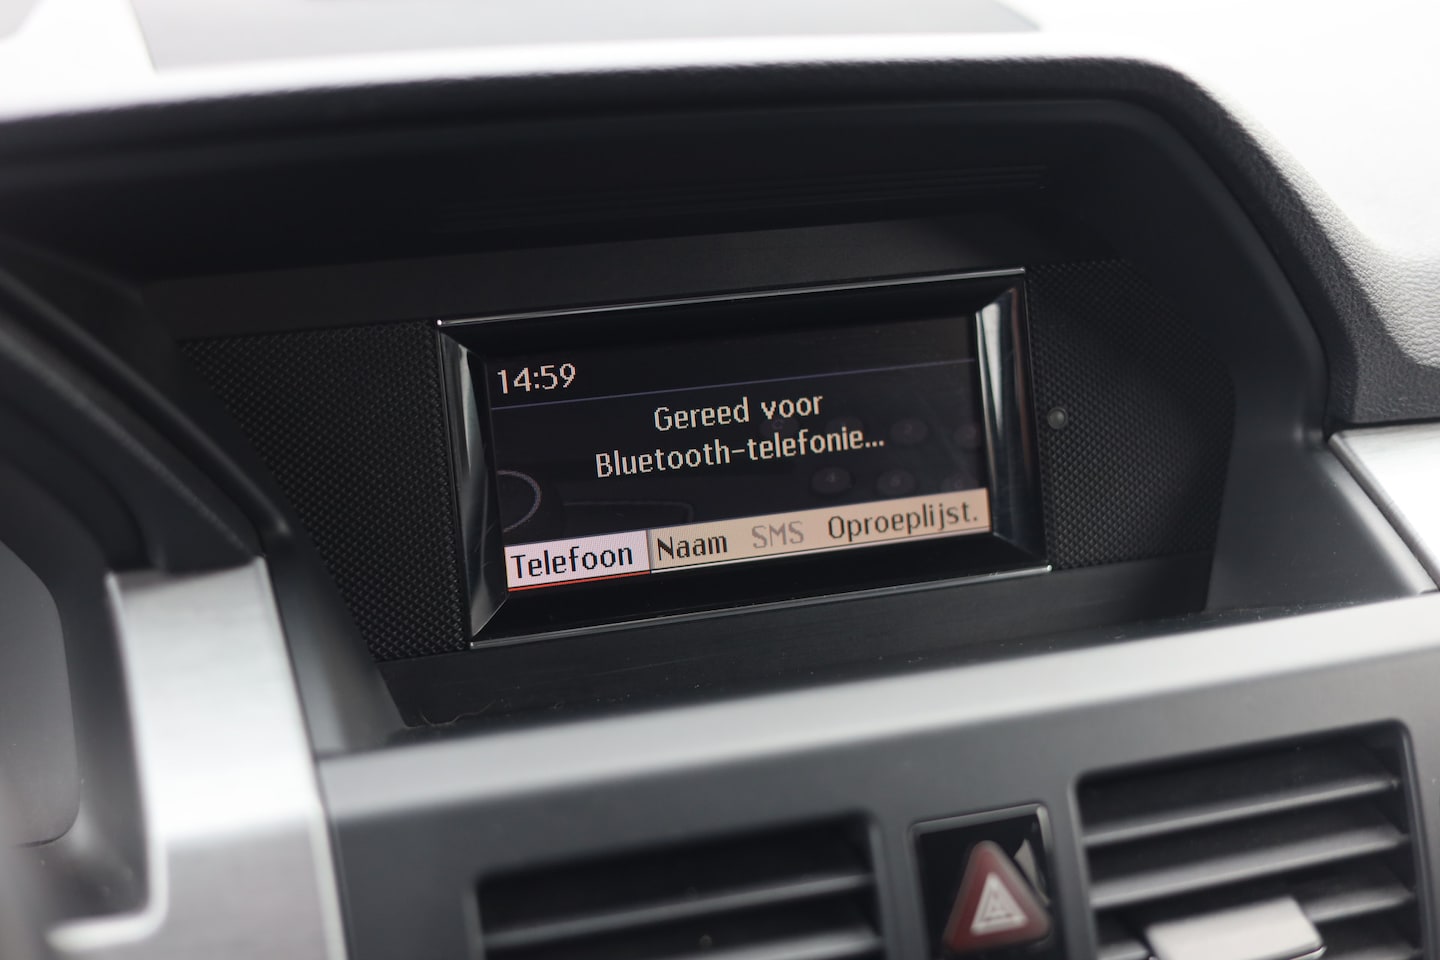 14:59
Gereed voor
Bluetooth-telefonie...
Telefoon Naam SMS Oproeplijst.